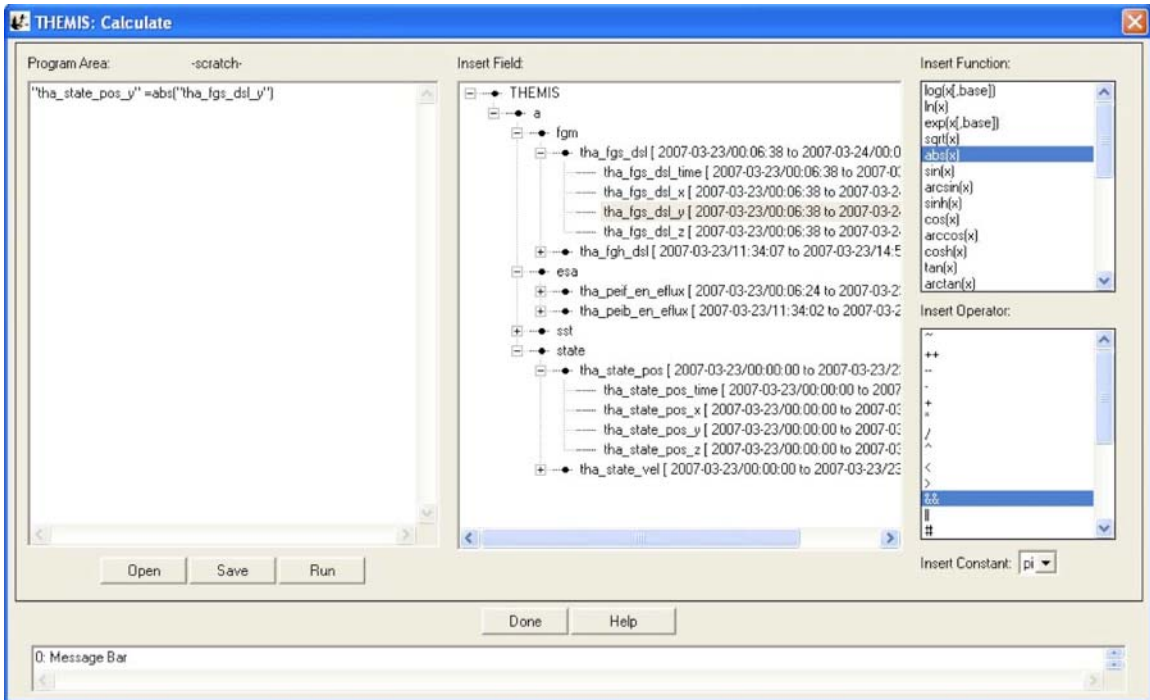 THEMIS: Calculate
Program Area: -scratch-
"tha_state_pos_y" =abs("tha_fgs_dsl_y")
Open Save Run
Insert Field:
THEMIS
a
fgm
tha_fgs_dsl [ 2007-03-23/00:06:38 to 2007-03-24/00:0
tha_fgs_dsl_time [ 2007-03-23/00:06:38 to 2007-03
tha_fgs_dsl_x [ 2007-03-23/00:06:38 to 2007-03-2
tha_fgs_dsl_y [ 2007-03-23/00:06:38 to 2007-03-2
tha_fgs_dsl_z [ 2007-03-23/00:06:38 to 2007-03-2
tha_fgh_dsl [ 2007-03-23/11:34:07 to 2007-03-23/14:5
esa
tha_peif_en_eflux [ 2007-03-23/00:06:24 to 2007-03-2
tha_peib_en_eflux [ 2007-03-23/11:34:02 to 2007-03-2
sst
state
tha_state_pos [ 2007-03-23/00:00:00 to 2007-03-23/2
tha_state_pos_time [ 2007-03-23/00:00:00 to 2007
tha_state_pos_x [ 2007-03-23/00:00:00 to 2007-03
tha_state_pos_y [ 2007-03-23/00:00:00 to 2007-03
tha_state_pos_z [ 2007-03-23/00:00:00 to 2007-03
tha_state_vel [ 2007-03-23/00:00:00 to 2007-03-23/23
Insert Function:
log(x[,base])
ln(x)
exp(x[,base])
sqrt(x)
abs(x)
sin(x)
arcsin(x)
sinh(x)
cos(x)
arccos(x)
cosh(x)
tan(x)
arctan(x)
Insert Operator:
~
++
--
-
+
*
/
^
<
>
&&
||
#
Insert Constant: pi
Done Help
0: Message Bar